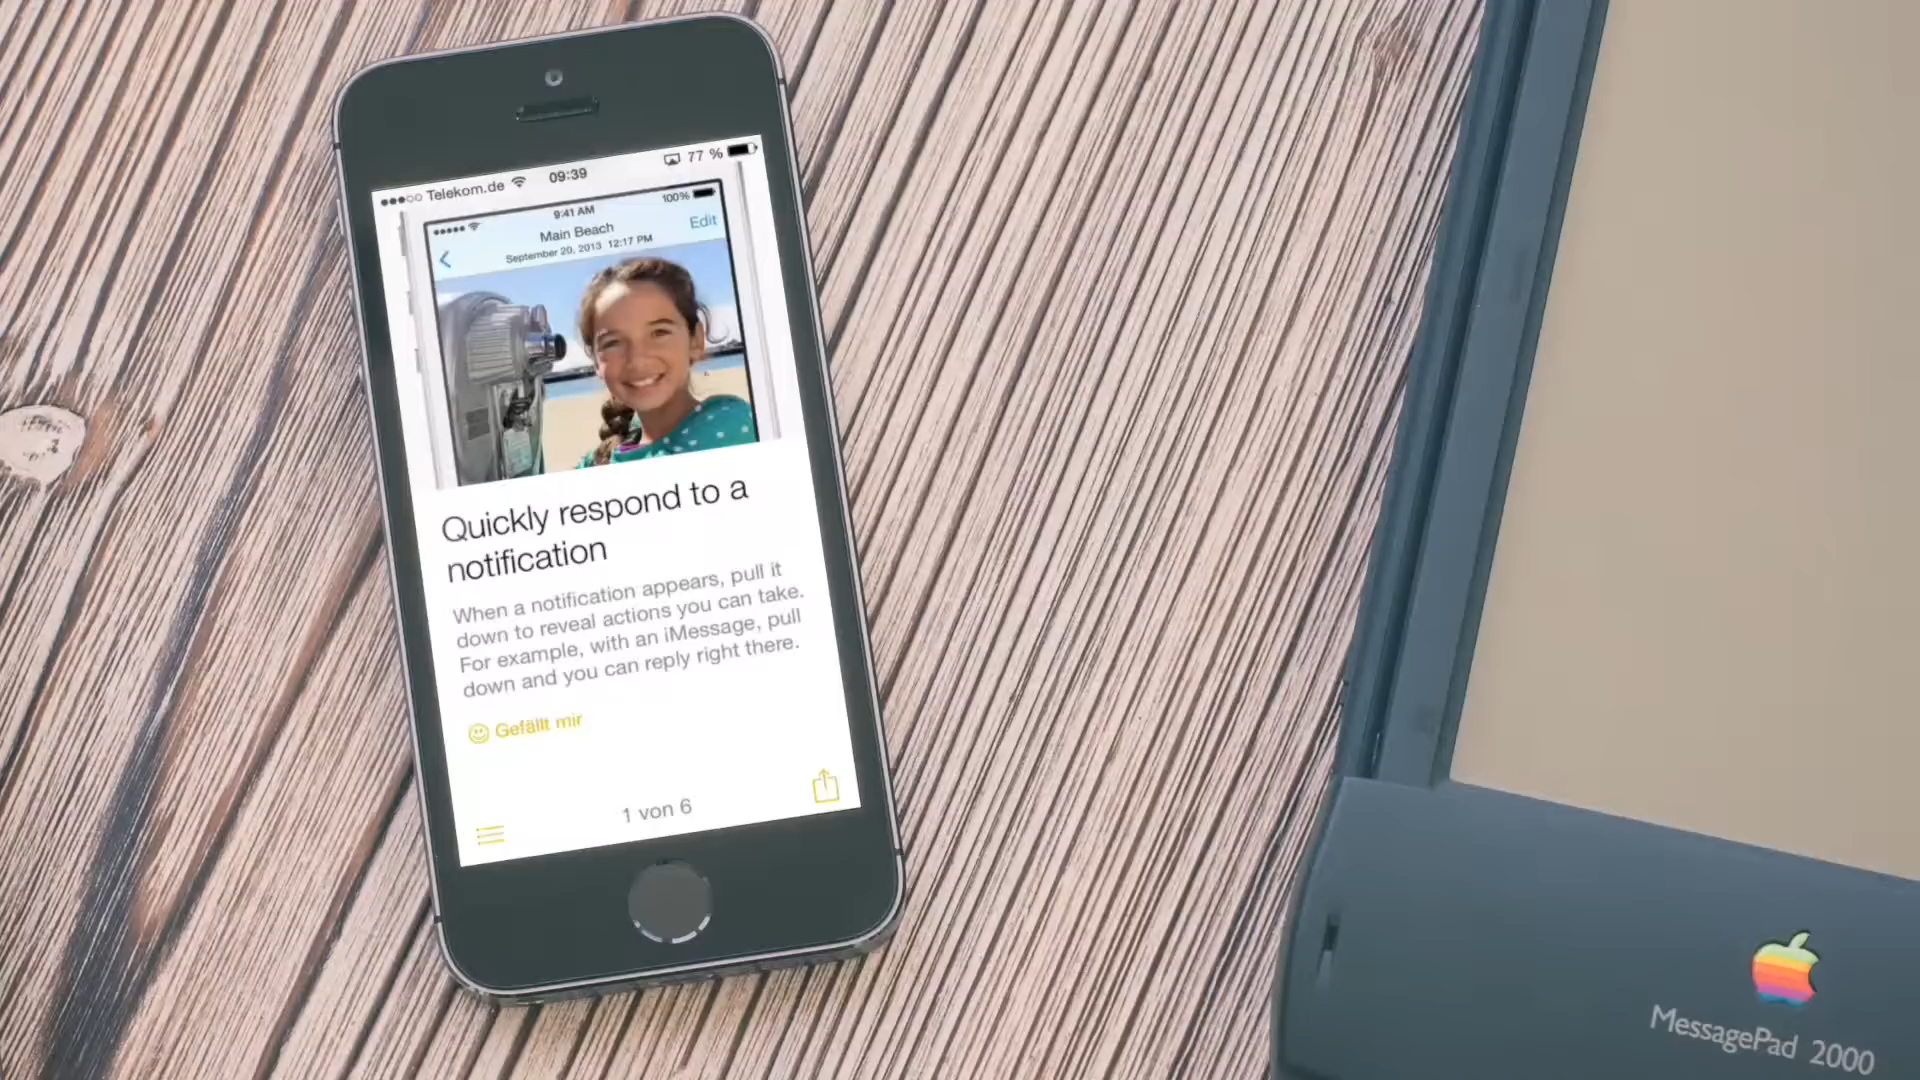 Telekom.de 09:39 77 %
9:41 AM 100%
Main Beach Edit
September 20, 2013 12:17 PM
Quickly respond to a
notification
When a notification appears, pull it
down to reveal actions you can take.
For example, with an iMessage, pull
down and you can reply right there.
Gefällt mir
1 von 6
MessagePad 2000